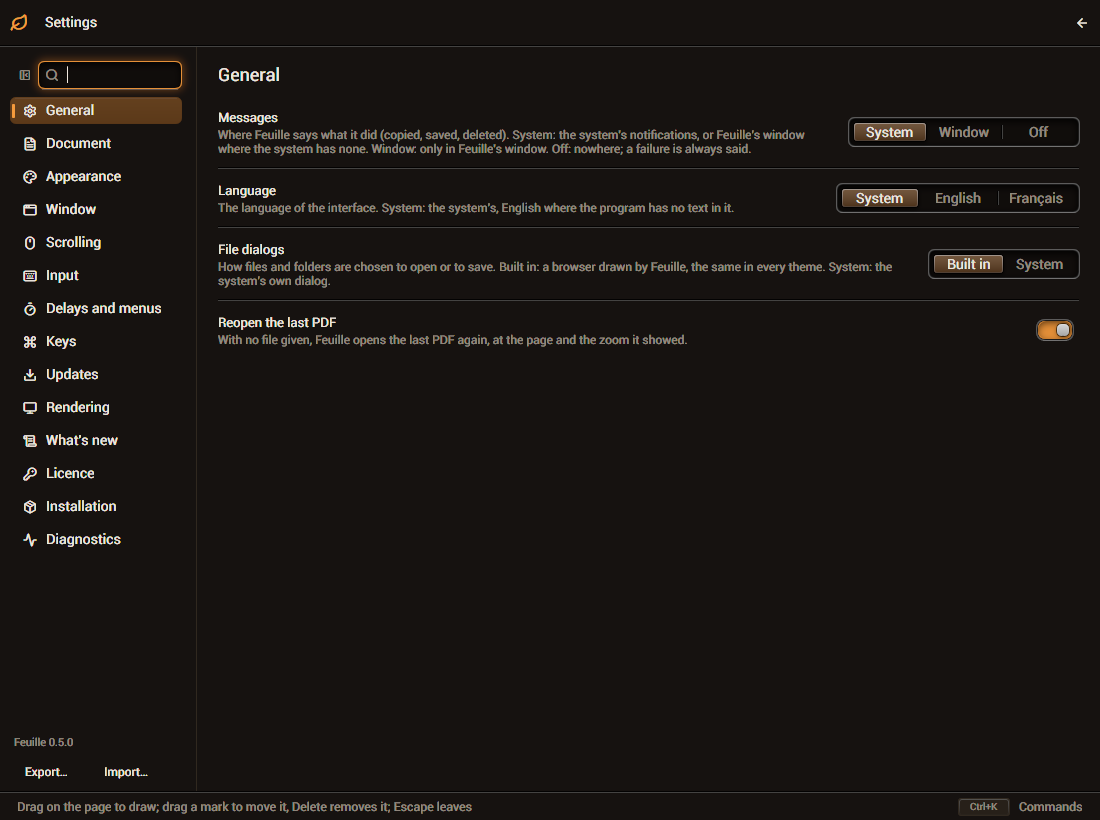 Settings
General
Document
Appearance
Window
Scrolling
Input
Delays and menus
Keys
Updates
Rendering
What's new
Licence
Installation
Diagnostics
Feuille 0.5.0
Export... Import...
General
Messages
Where Feuille says what it did (copied, saved, deleted). System: the system's notifications, or Feuille's window
where the system has none. Window: only in Feuille's window. Off: nowhere; a failure is always said.
System Window Off
Language
The language of the interface. System: the system's, English where the program has no text in it.
System English Français
File dialogs
How files and folders are chosen to open or to save. Built in: a browser drawn by Feuille, the same in every theme. System: the
system's own dialog.
Built in System
Reopen the last PDF
With no file given, Feuille opens the last PDF again, at the page and the zoom it showed.
Drag on the page to draw; drag a mark to move it, Delete removes it; Escape leaves
Ctrl+K Commands